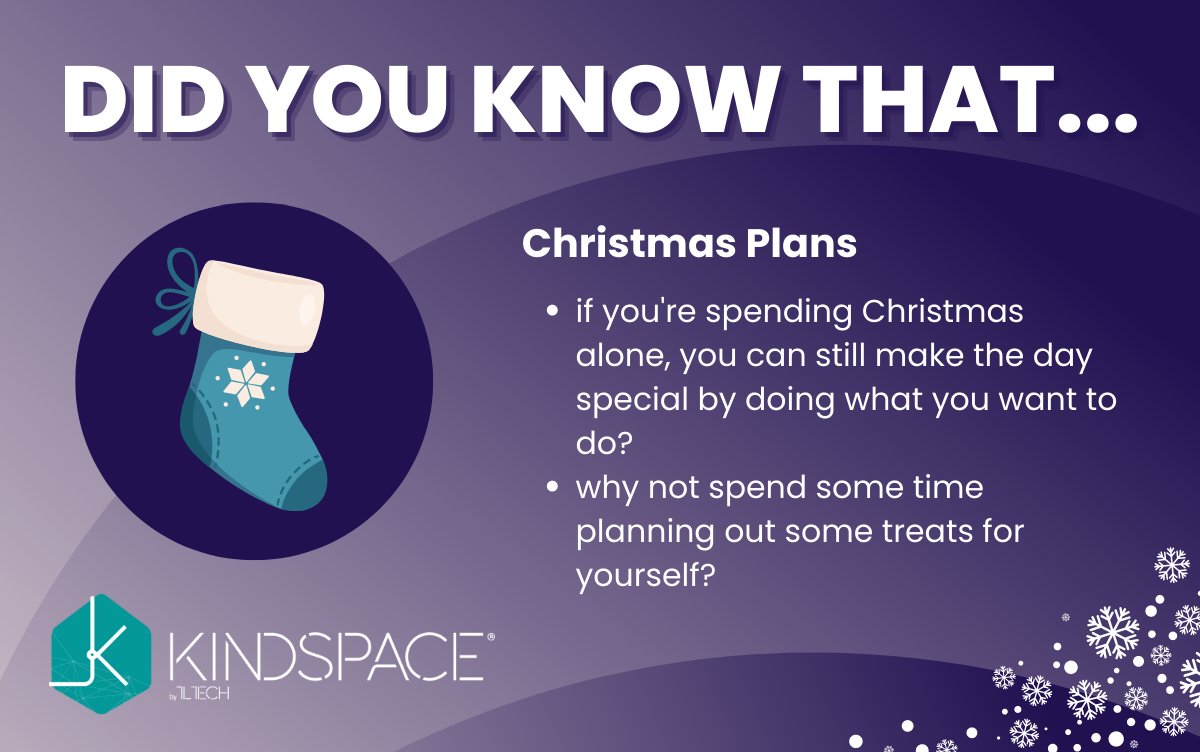 DID YOU KNOW THAT...
Christmas Plans
• if you're spending Christmas
alone, you can still make the day
special by doing what you want to
do?
• why not spend some time
planning out some treats for
yourself?
KINDSPACE®
by 1LTECH